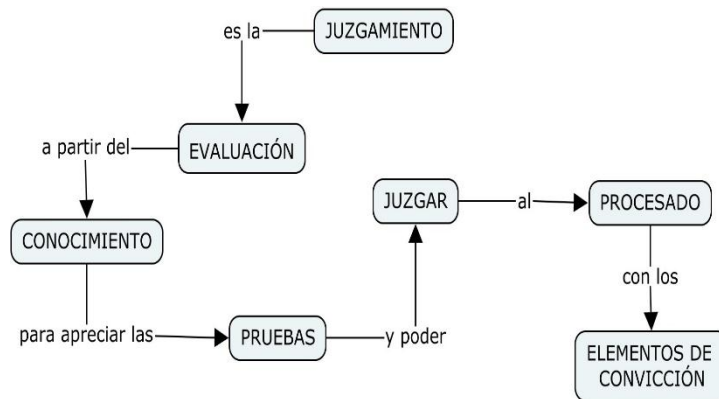 JUZGAMIENTO
es la
EVALUACIÓN
a partir del
CONOCIMIENTO
para apreciar las
PRUEBAS
y poder
JUZGAR
al
PROCESADO
con los
ELEMENTOS DE
CONVICCIÓN